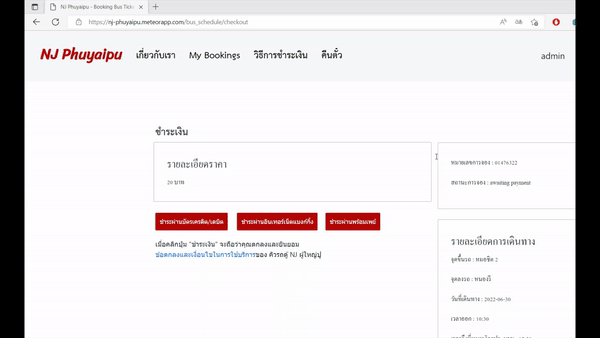 NJ Phuyaipu - Booking Bus Ticke
https://nj-phuyaipu.meteorapp.com/bus_schedule/checkout
NJ Phuyaipu เกี่ยวกับเรา My Bookings วิธีการชำระเงิน คืนตั๋ว admin
ชำระเงิน
รายละเอียดราคา
20 บาท
หมายเลขการจอง : 01476322
สถานะการจอง : awaiting payment
ชำระผ่านบัตรเครดิต/เดบิต ชำระผ่านอินเทอร์เน็ตแบงก์กิ้ง ชำระผ่านพร้อมเพย์
เมื่อคลิกปุ่ม "ชำระเงิน" จะถือว่าคุณตกลงและยินยอม
ข้อตกลงและเงื่อนไขในการใช้บริการของ คิวรถตู้ NJ ผู้ใหญ่ปู
รายละเอียดการเดินทาง
จุดขึ้นรถ : หมอชิต 2
จุดลงรถ : หนองรี
วันที่เดินทาง : 2022-06-30
เวลาออก : 10:30